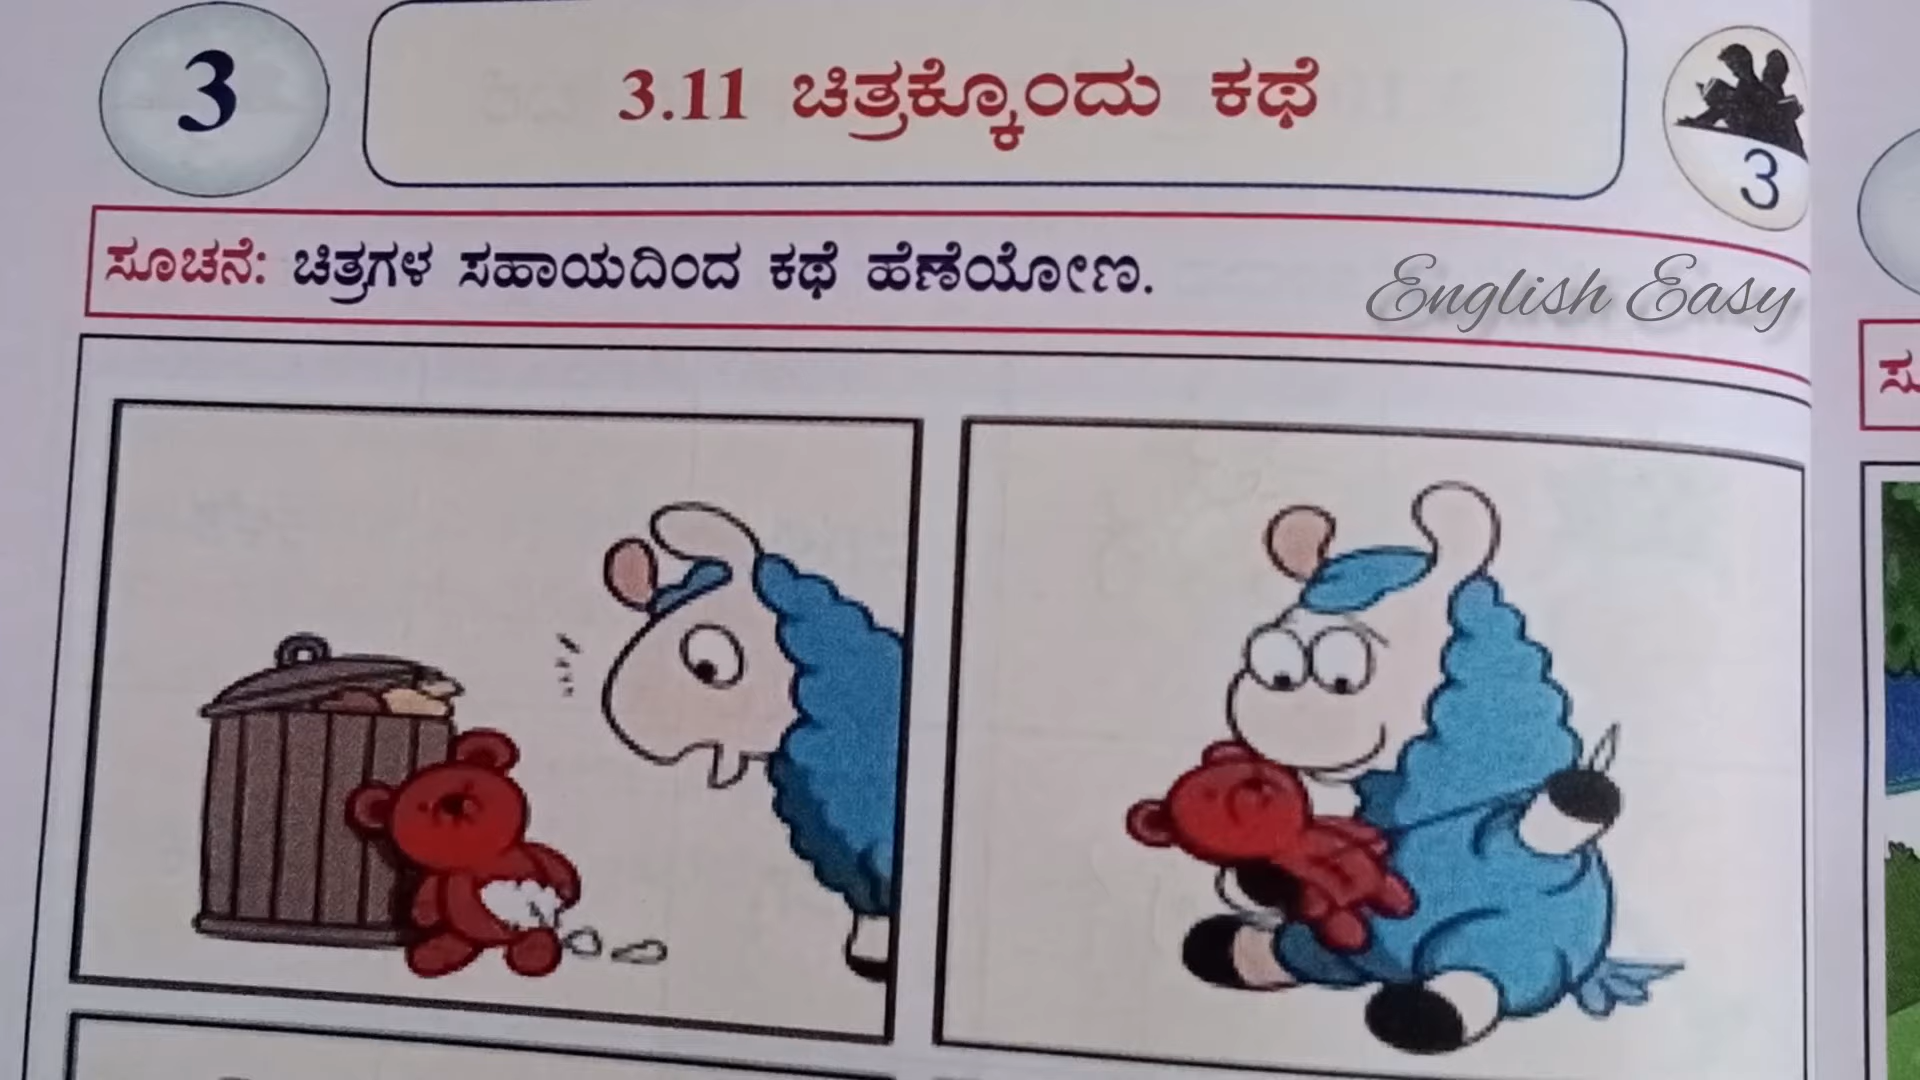 3
3.11 ಚಿತ್ರಕ್ಕೊಂದು ಕಥೆ
3
ಸೂಚನೆ: ಚಿತ್ರಗಳ ಸಹಾಯದಿಂದ ಕಥೆ ಹೆಣೆಯೋಣ.
English Easy